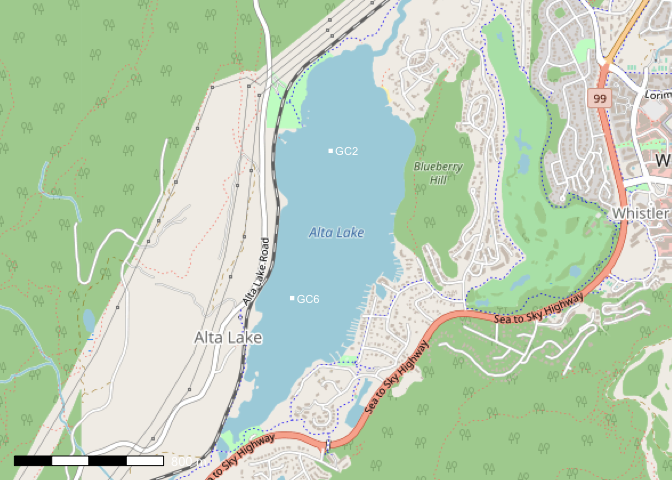 99
Lorim
GC2
Blueberry
Hill
W
Whistler
Alta Lake
Alta Lake Road
GC6
Sea to Sky Highway
Alta Lake
Sea to Sky Highway
to Sky Highway